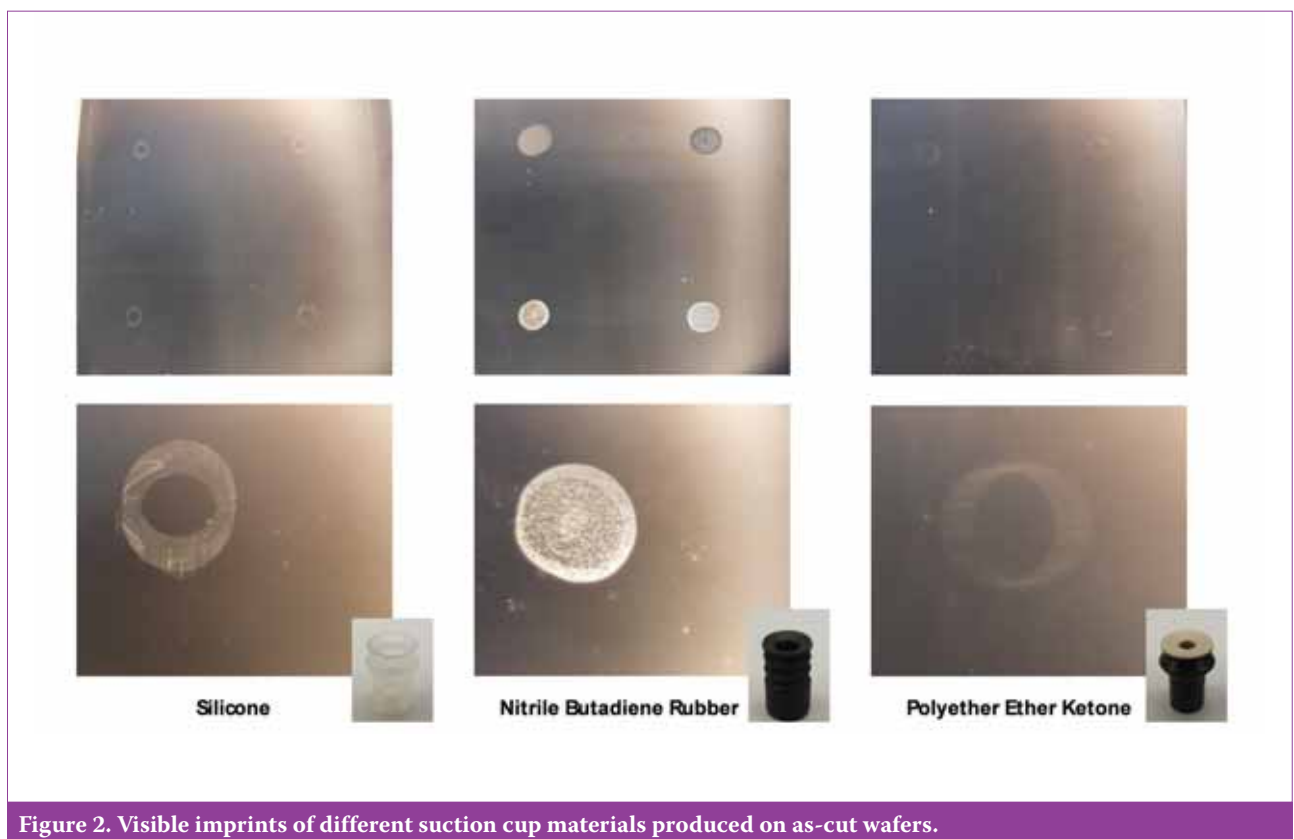 Silicone
Nitrile Butadiene Rubber
Polyether Ether Ketone
Figure 2. Visible imprints of different suction cup materials produced on as-cut wafers.